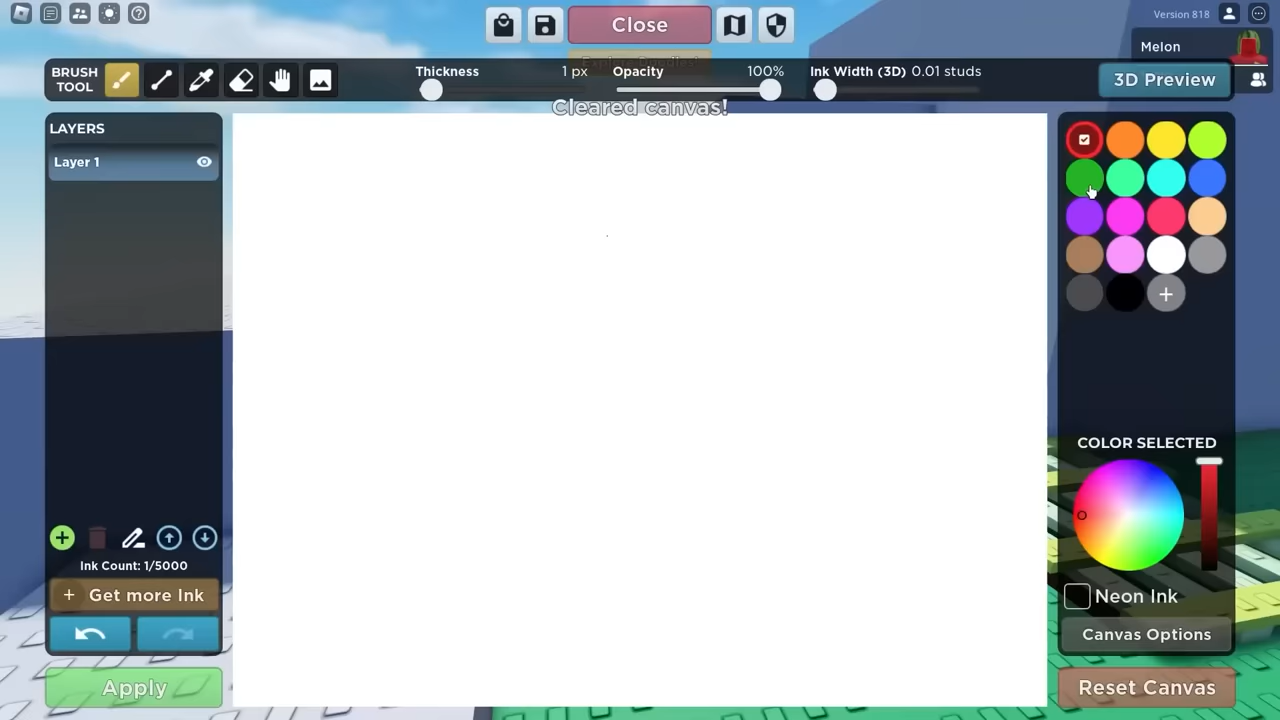 Version 818
Close
Melon
BRUSH
TOOL
Thickness
1 px
Opacity
100%
Ink Width (3D) 0.01 studs
3D Preview
Cleared canvas!
LAYERS
Layer 1
COLOR SELECTED
Ink Count: 1/5000
+ Get more Ink
Neon Ink
Canvas Options
Apply
Reset Canvas